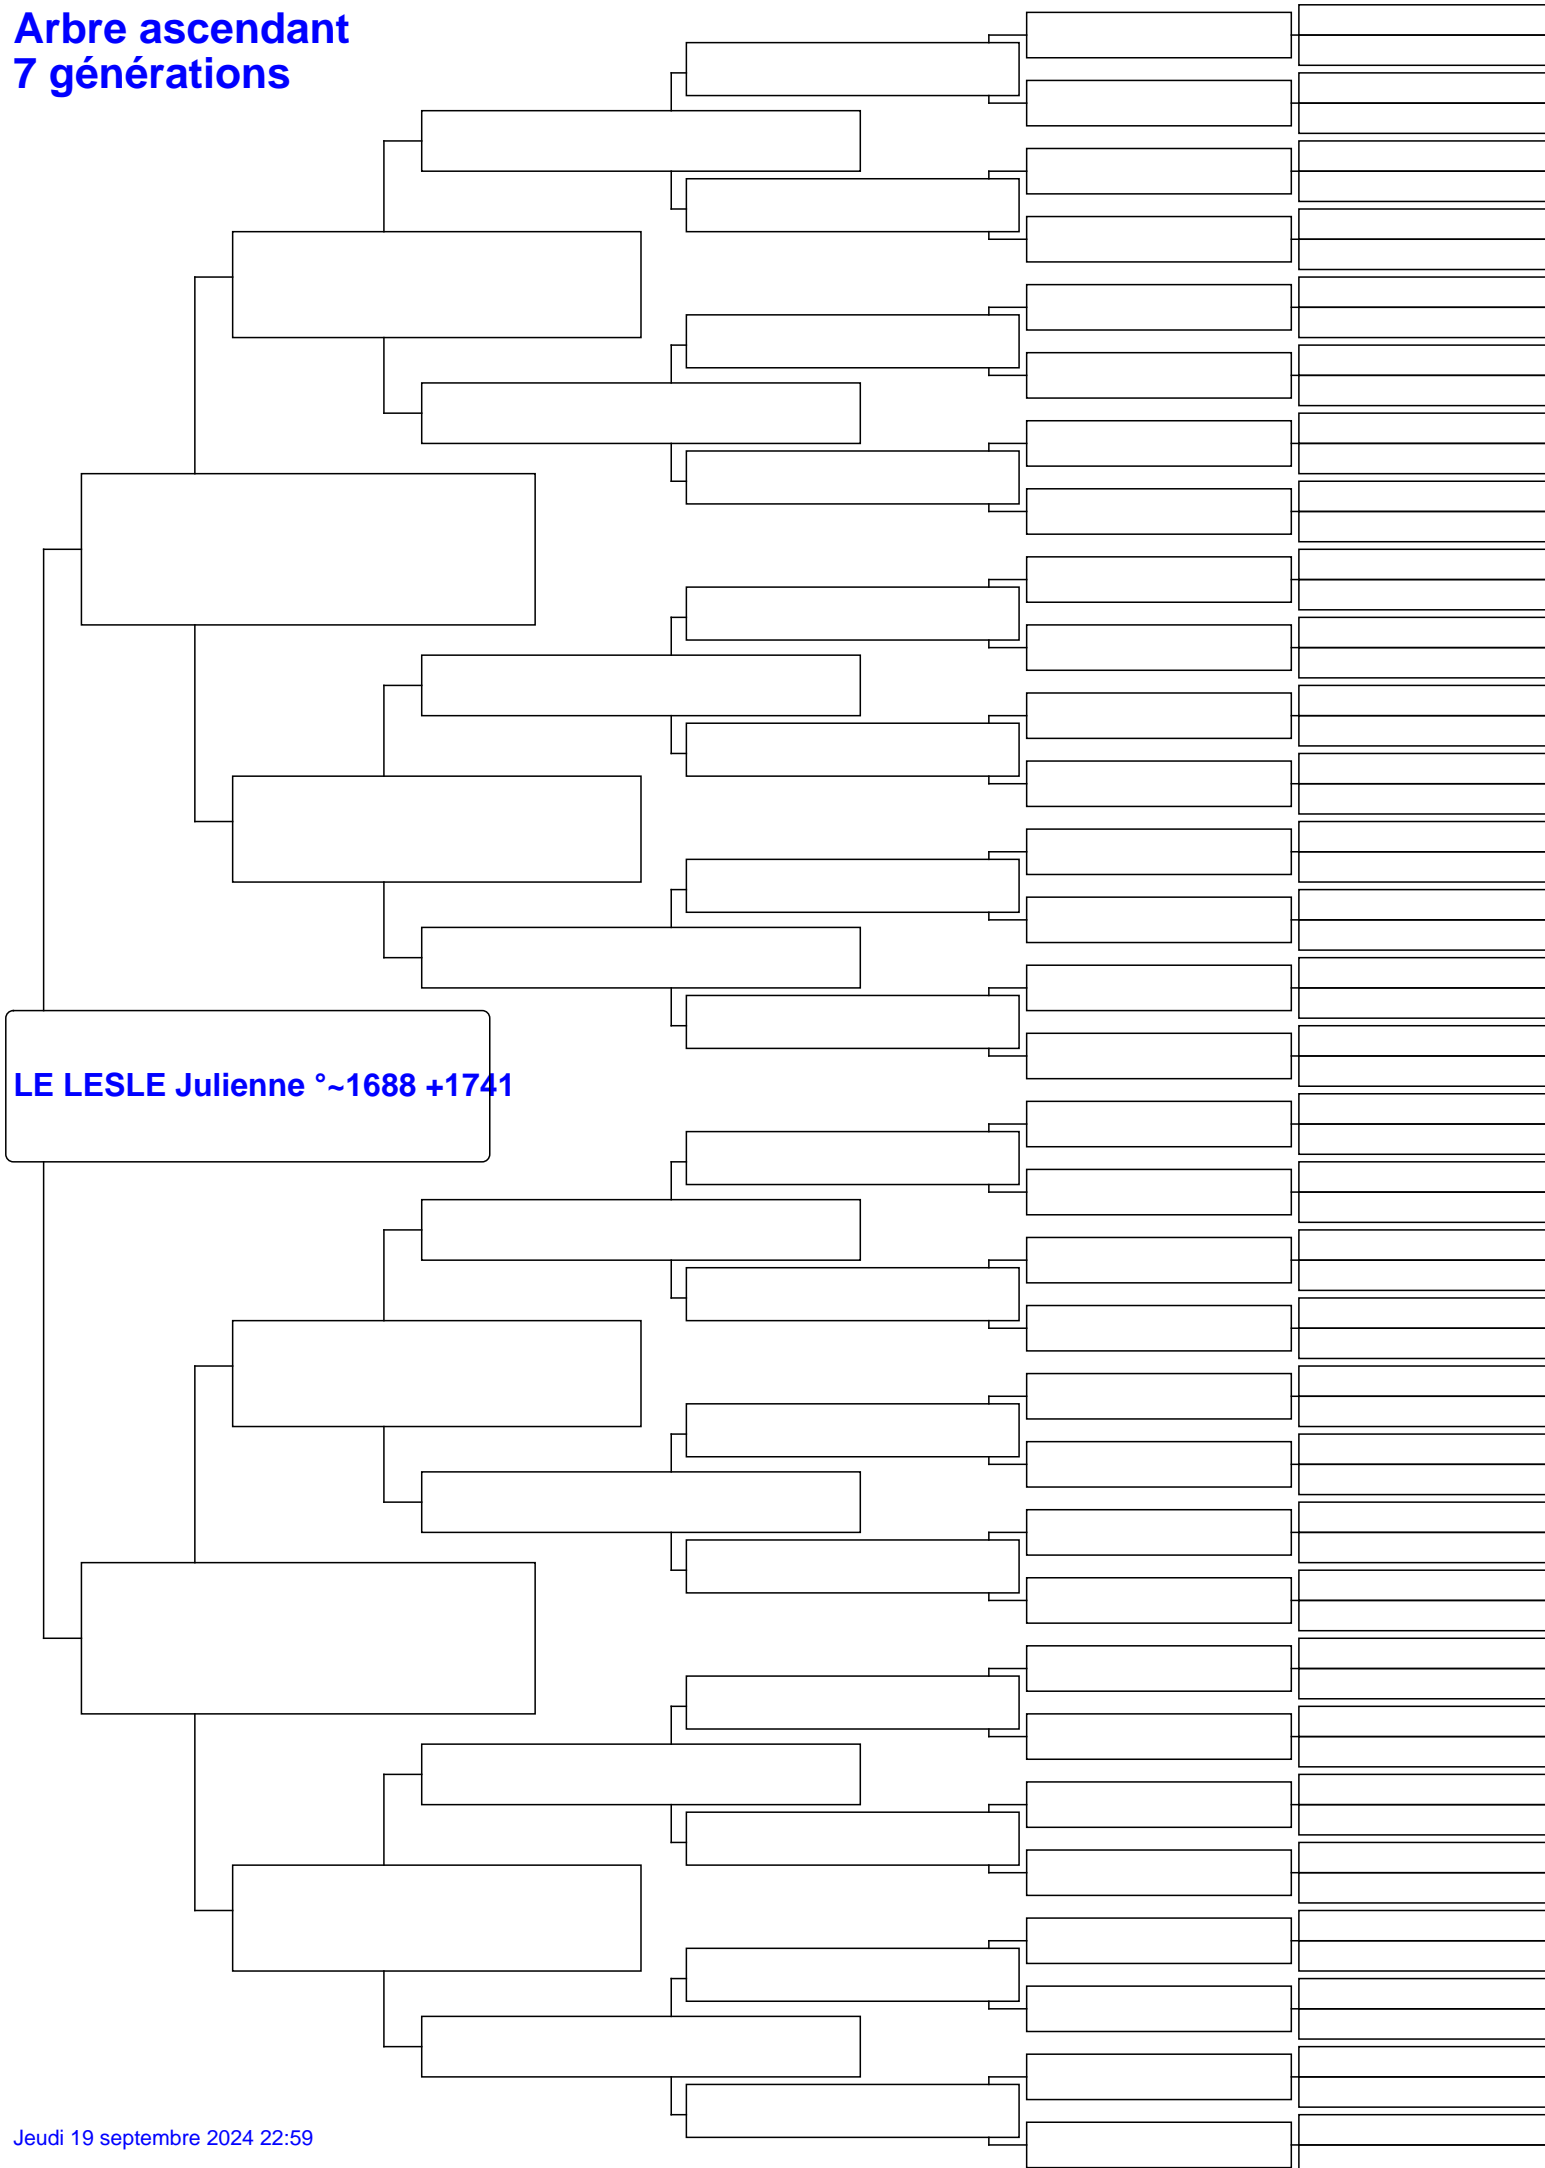 Arbre ascendant
7 générations
LE LESLE Julienne °~1688 +1741
Jeudi 19 septembre 2024 22:59